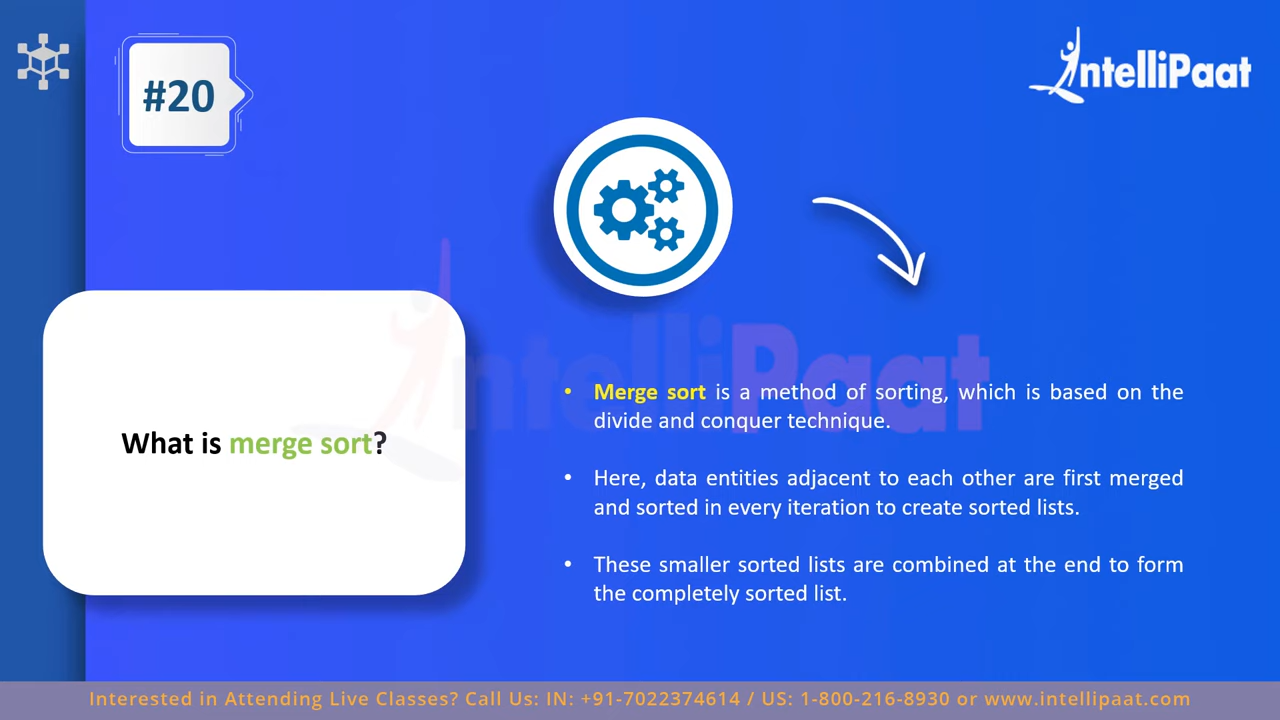 #20
IntelliPaat
What is merge sort?
IntelliPaat
• Merge sort is a method of sorting, which is based on the
divide and conquer technique.
• Here, data entities adjacent to each other are first merged
and sorted in every iteration to create sorted lists.
• These smaller sorted lists are combined at the end to form
the completely sorted list.
Interested in Attending Live Classes? Call Us: IN: +91-7022374614 / US: 1-800-216-8930 or www.intellipaat.com